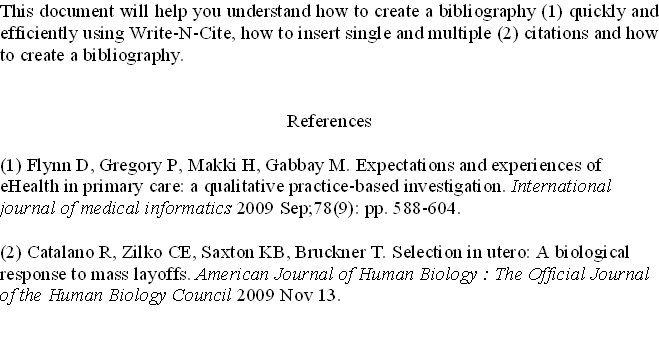 This document will help you understand how to create a bibliography (1) quickly and
efficiently using Write-N-Cite, how to insert single and multiple (2) citations and how
to create a bibliography.
References
(1) Flynn D, Gregory P, Makki H, Gabbay M. Expectations and experiences of
eHealth in primary care: a qualitative practice-based investigation. International
journal of medical informatics 2009 Sep;78(9): pp. 588-604.
(2) Catalano R, Zilko CE, Saxton KB, Bruckner T. Selection in utero: A biological
response to mass layoffs. American Journal of Human Biology : The Official Journal
of the Human Biology Council 2009 Nov 13.